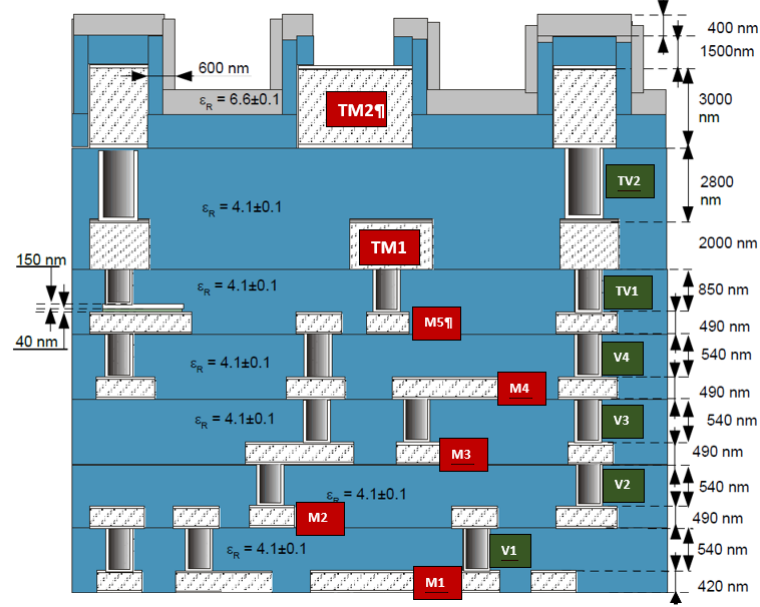 400 nm
1500nm
600 nm
εR = 6.6±0.1
TM2¶
3000
nm
TV2
2800
nm
εR = 4.1±0.1
TM1
2000 nm
150 nm
εR = 4.1±0.1
TV1
850 nm
M5¶
490 nm
40 nm
V4
540 nm
εR = 4.1±0.1
M4
490 nm
εR = 4.1±0.1
V3
540 nm
M3
490 nm
V2
540 nm
εR = 4.1±0.1
M2
490 nm
εR = 4.1±0.1
V1
540 nm
M1
420 nm